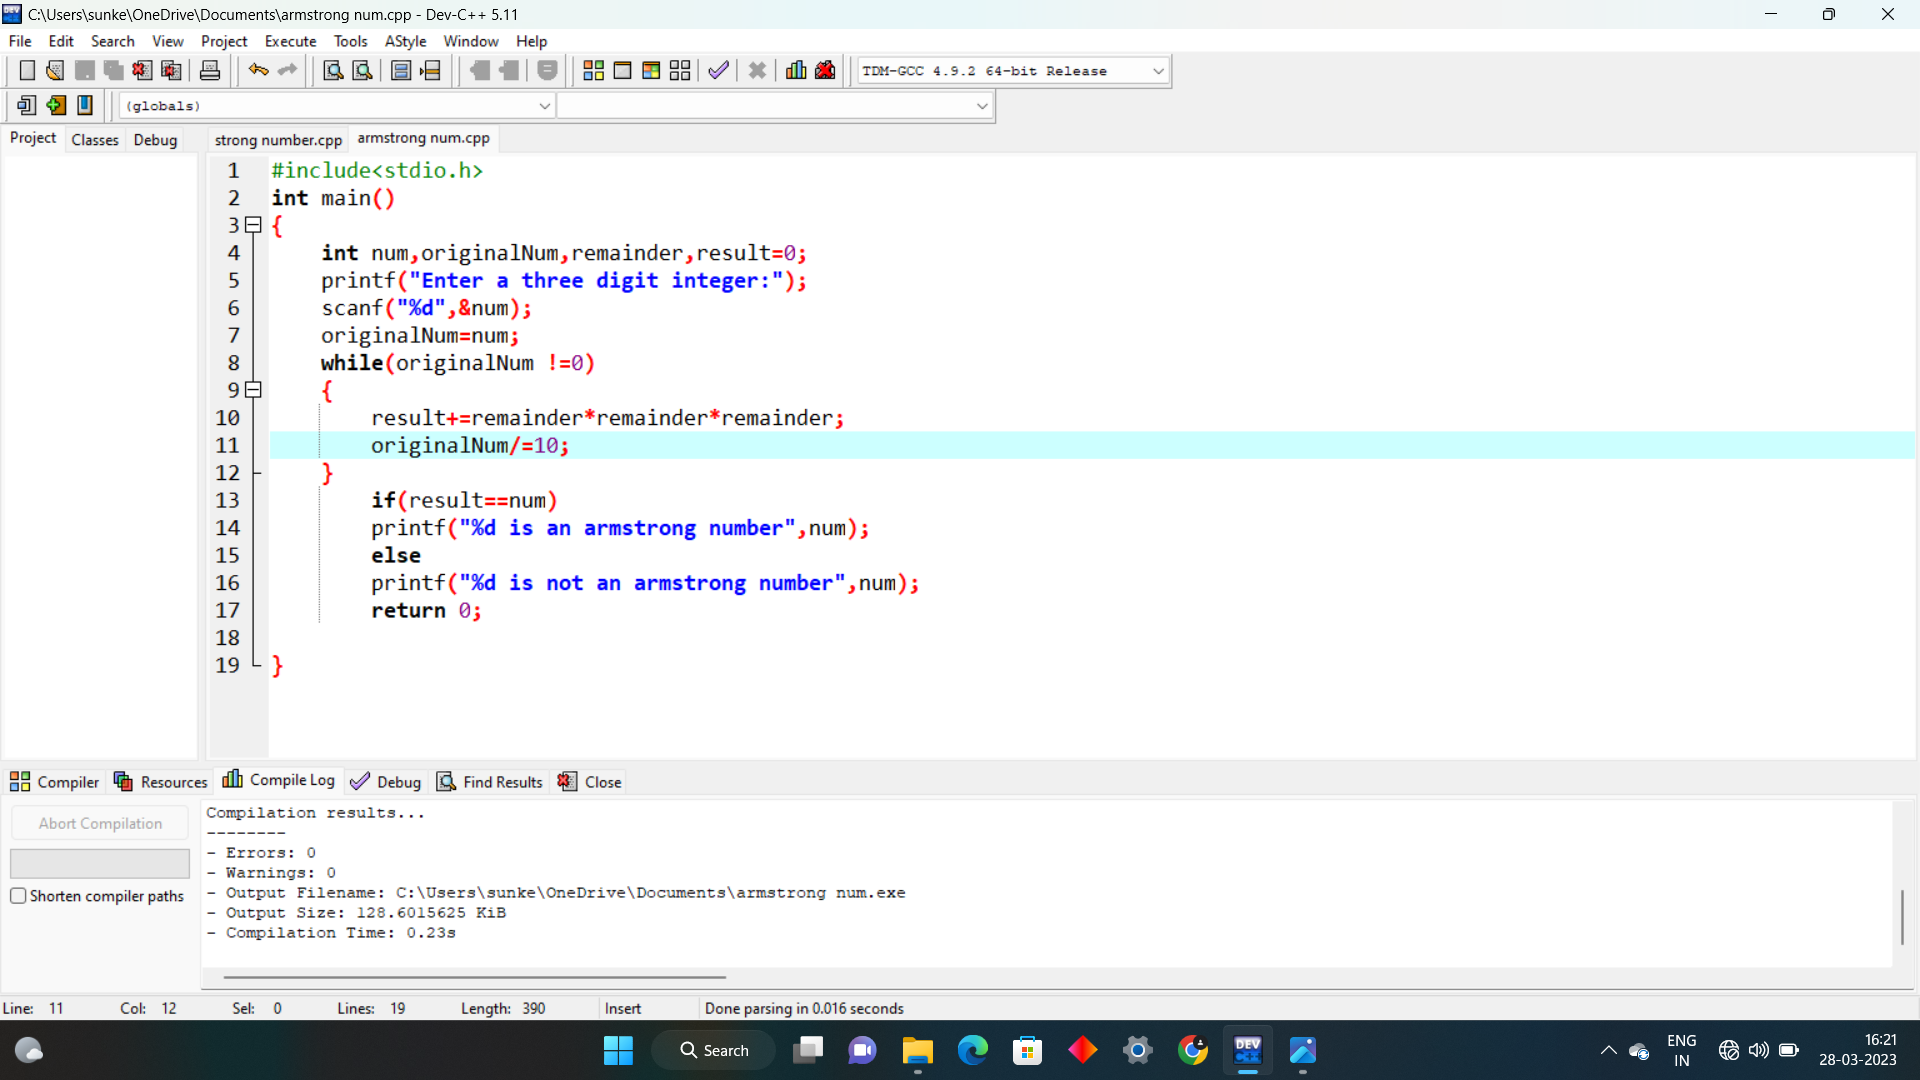 C:\Users\sunke\OneDrive\Documents\armstrong num.cpp - Dev-C++ 5.11
File Edit Search View Project Execute Tools AStyle Window Help
TDM-GCC 4.9.2 64-bit Release
(globals)
Project Classes Debug
strong number.cpp armstrong num.cpp
1 #include<stdio.h>
2 int main()
3 {
4 int num,originalNum,remainder,result=0;
5 printf("Enter a three digit integer:");
6 scanf("%d",&num);
7 originalNum=num;
8 while(originalNum !=0)
9 {
10 result+=remainder*remainder*remainder;
11 originalNum/=10;
12 }
13 if(result==num)
14 printf("%d is an armstrong number",num);
15 else
16 printf("%d is not an armstrong number",num);
17 return 0;
18
19 }
Compiler Resources Compile Log Debug Find Results Close
Abort Compilation
Shorten compiler paths
Compilation results...
--------
- Errors: 0
- Warnings: 0
- Output Filename: C:\Users\sunke\OneDrive\Documents\armstrong num.exe
- Output Size: 128.6015625 KiB
- Compilation Time: 0.23s
Line: 11 Col: 12 Sel: 0 Lines: 19 Length: 390 Insert Done parsing in 0.016 seconds
Search
DEV
C++
ENG
IN
16:21
28-03-2023